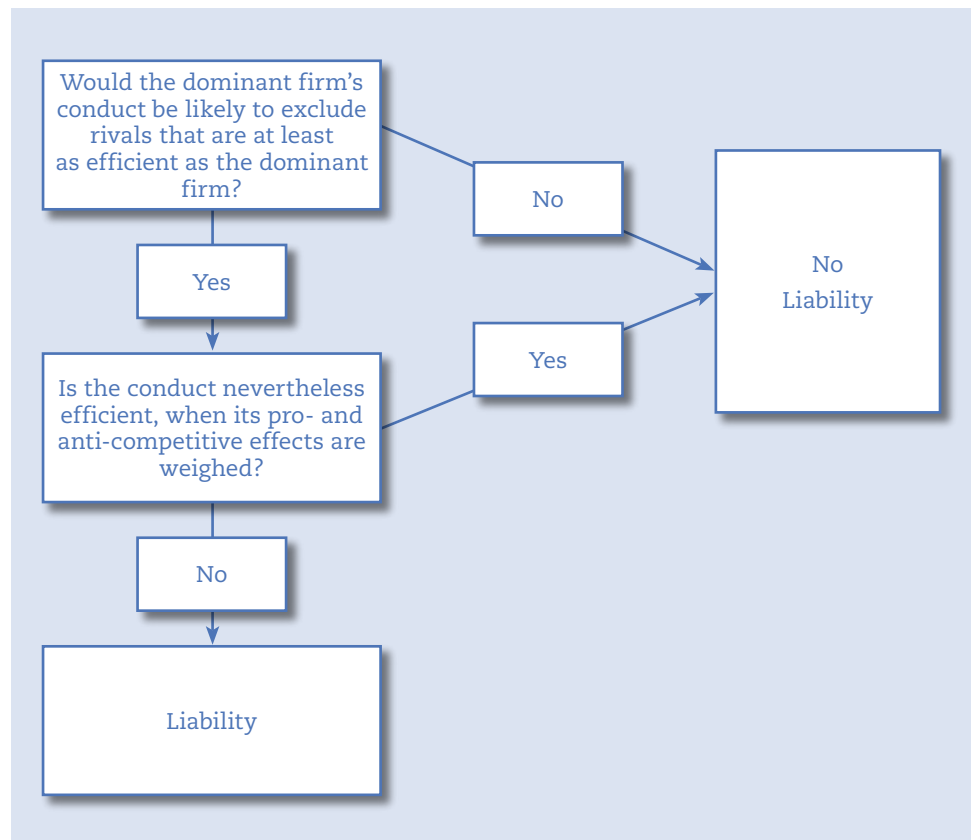 Would the dominant firm’s
conduct be likely to exclude
rivals that are at least
as efficient as the dominant
firm?
No
No
Liability
Yes
Yes
Is the conduct nevertheless
efficient, when its pro- and
anti-competitive effects are
weighed?
No
Liability